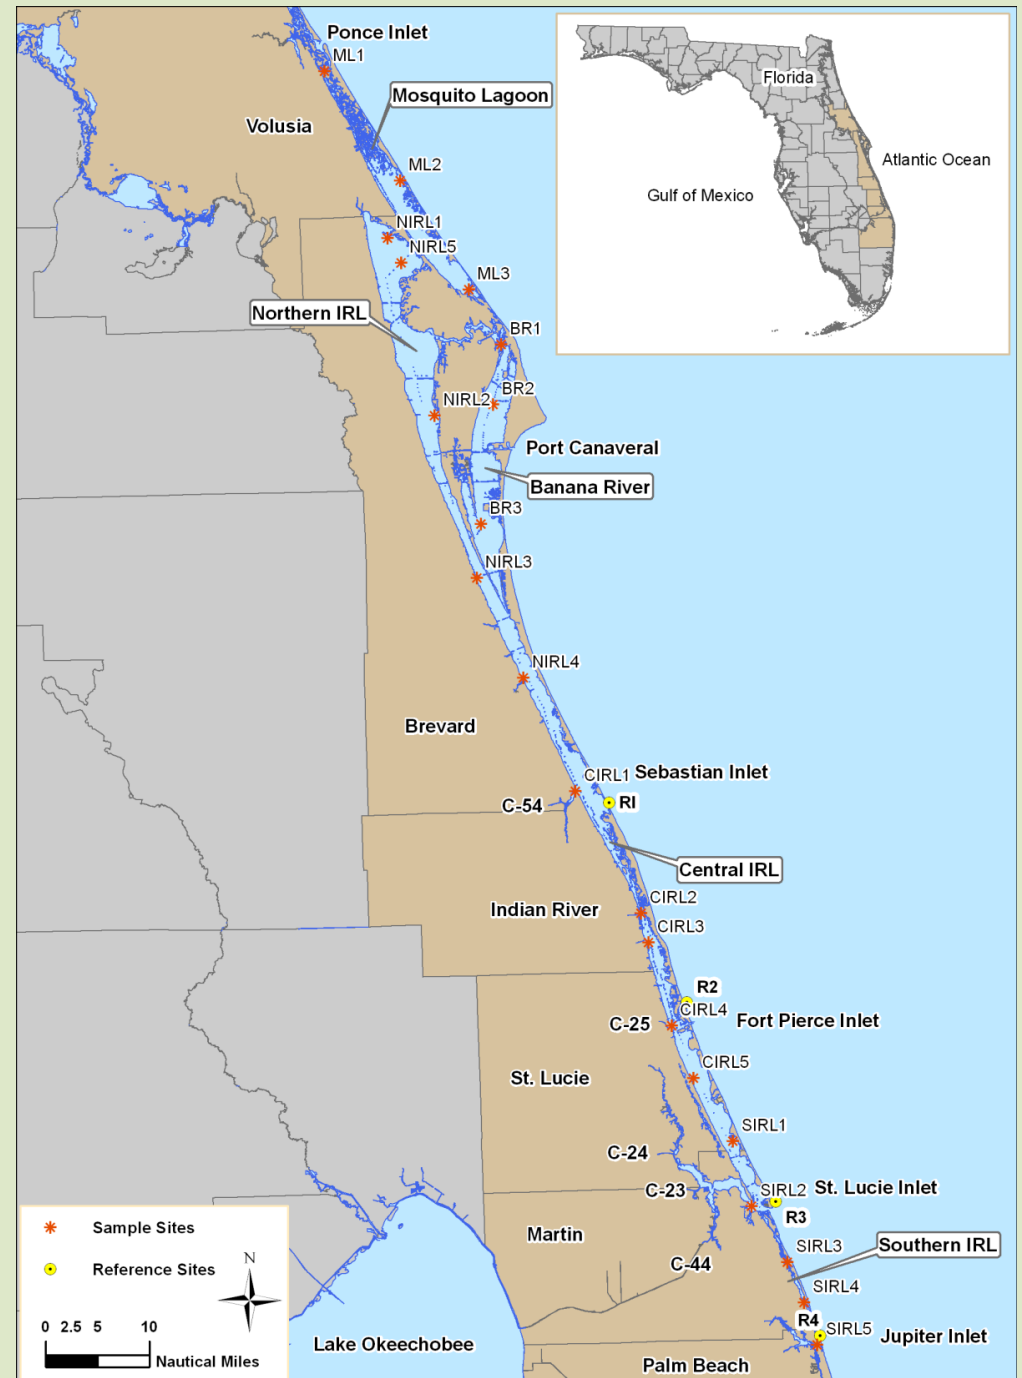 Ponce Inlet
ML1
Mosquito Lagoon
Volusia
ML2
NIRL1
NIRL5
ML3
Northern IRL
BR1
BR2
NIRL2
Port Canaveral
Banana River
BR3
NIRL3
NIRL4
Brevard
CIRL1
Sebastian Inlet
C-54
RI
Central IRL
CIRL2
Indian River
CIRL3
R2
CIRL4
C-25
Fort Pierce Inlet
CIRL5
St. Lucie
SIRL1
C-24
C-23
SIRL2
St. Lucie Inlet
R3
Martin
SIRL3
Southern IRL
C-44
SIRL4
R4
SIRL5
Jupiter Inlet
Lake Okeechobee
Palm Beach
Florida
Atlantic Ocean
Gulf of Mexico
Sample Sites
Reference Sites
N
0 2.5 5 10
Nautical Miles